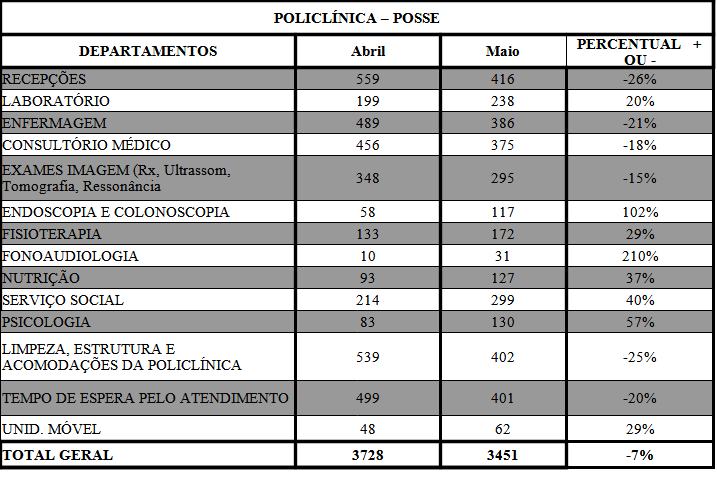 POLICLÍNICA – POSSE
DEPARTAMENTOS Abril Maio PERCENTUAL + OU -
RECEPÇÕES 559 416 -26%
LABORATÓRIO 199 238 20%
ENFERMAGEM 489 386 -21%
CONSULTÓRIO MÉDICO 456 375 -18%
EXAMES IMAGEM (Rx, Ultrassom,
Tomografía, Ressonância 348 295 -15%
ENDOSCOPIA E COLONOSCOPIA 58 117 102%
FISIOTERAPIA 133 172 29%
FONOAUDIOLOGIA 10 31 210%
NUTRIÇÃO 93 127 37%
SERVIÇO SOCIAL 214 299 40%
PSICOLOGIA 83 130 57%
LIMPEZA, ESTRUTURA E
ACOMODAÇÕES DA POLICLÍNICA 539 402 -25%
TEMPO DE ESPERA PELO ATENDIMENTO 499 401 -20%
UNID. MÓVEL 48 62 29%
TOTAL GERAL 3728 3451 -7%